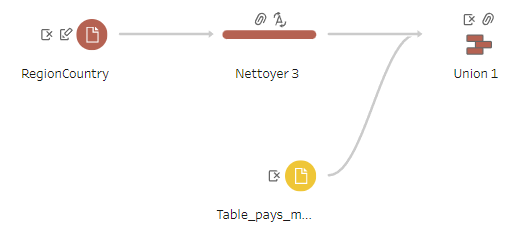 RegionCountry
Nettoyer 3
Union 1
Table_pays_m...